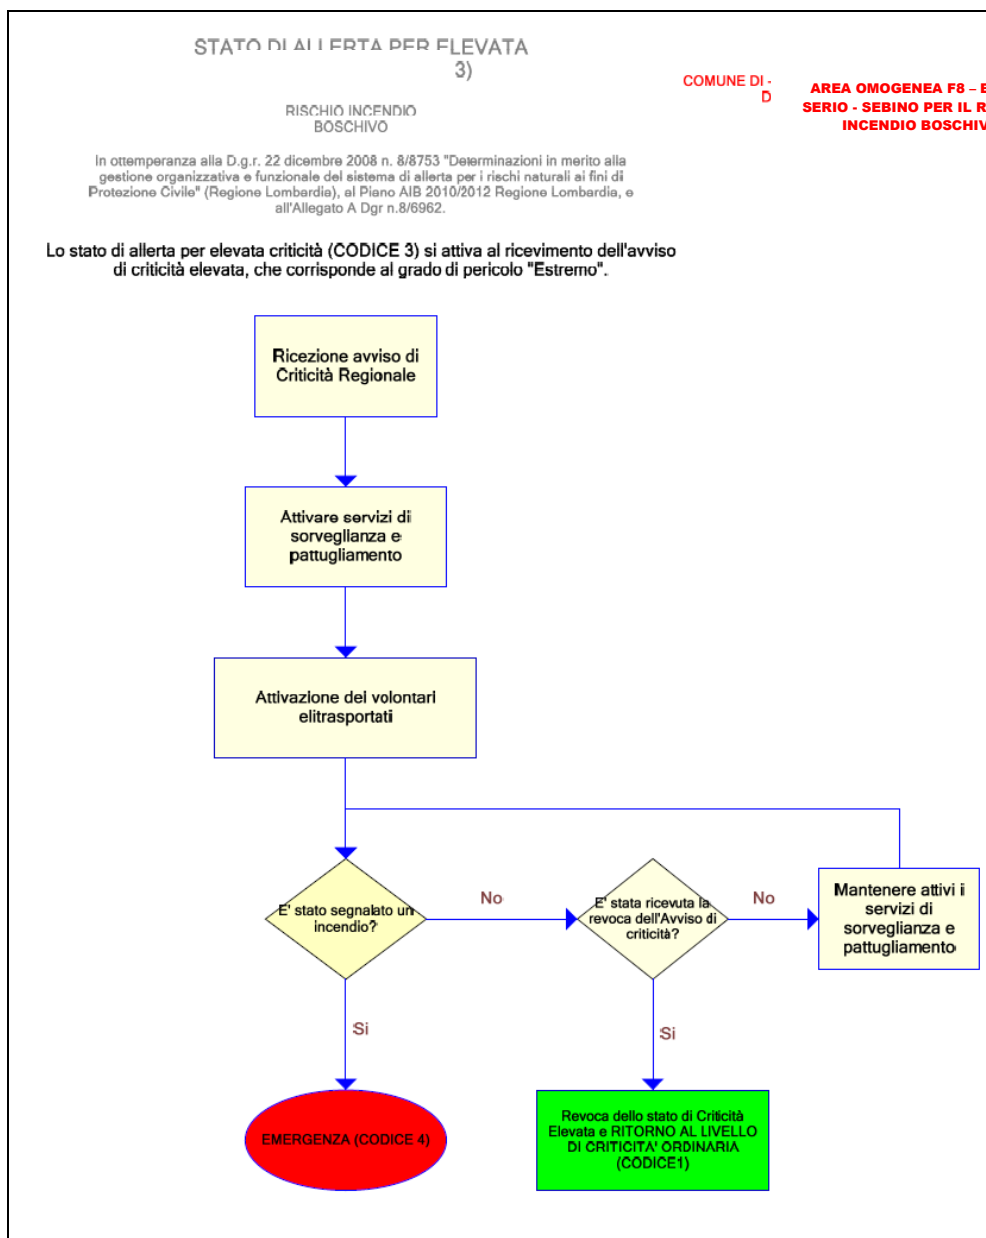 STATO DI ALLERTA PER ELEVATA
3)
COMUNE DI -
D
AREA OMOGENEA F8 –
SERIO - SEBINO PER IL
INCENDIO
RISCHIO INCENDIO
BOSCHIVO
In ottemperanza alla D.g.r. 22 dicembre 2008 n. 8/8753 "Determinazioni in merito alla
gestione organizzativa e funzionale del sistema di allerta per i rischi naturali ai fini di
Protezione Civile" (Regione Lombardia), al Piano AIB 2010/2012 Regione Lombardia, e
all'Allegato A Dgr n.8/6962.
Lo stato di allerta per elevata criticità (CODICE 3) si attiva al ricevimento dell'avviso
di criticità elevata, che corrisponde al grado di pericolo "Estremo".
Ricezione avviso di
Criticità Regionale
Attivare servizi di
sorveglianza e
pattugliamento
Attivazione dei volontari
elitrasportati
E' stato segnalato un
incendio?
No
E' stata ricevuta la
revoca dell'Avviso di
criticità?
No
Mantenere attivi i
servizi di
sorveglianza e
pattugliamento
Si
Si
EMERGENZA (CODICE 4)
Revoca dello stato di Criticità
Elevata e RITORNO AL LIVELLO
DI CRITICITA' ORDINARIA
(CODICE1)